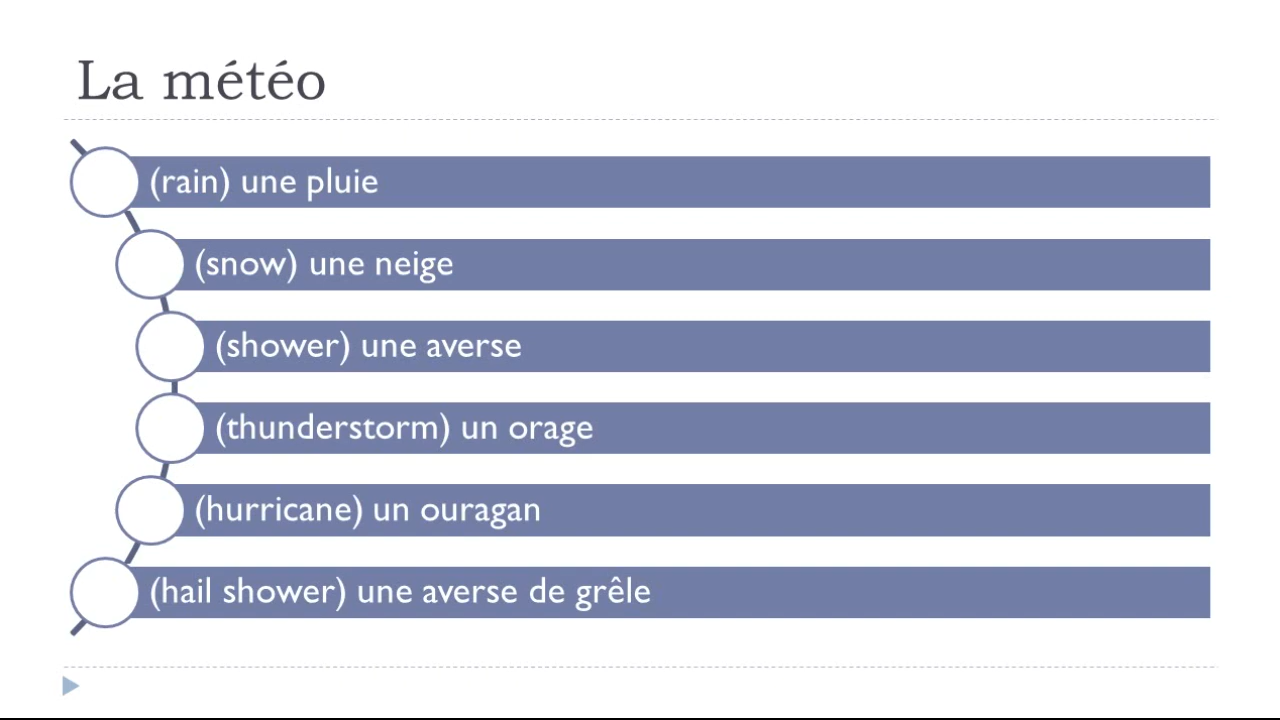 La météo
(rain) une pluie
(snow) une neige
(shower) une averse
(thunderstorm) un orage
(hurricane) un ouragan
(hail shower) une averse de grêle